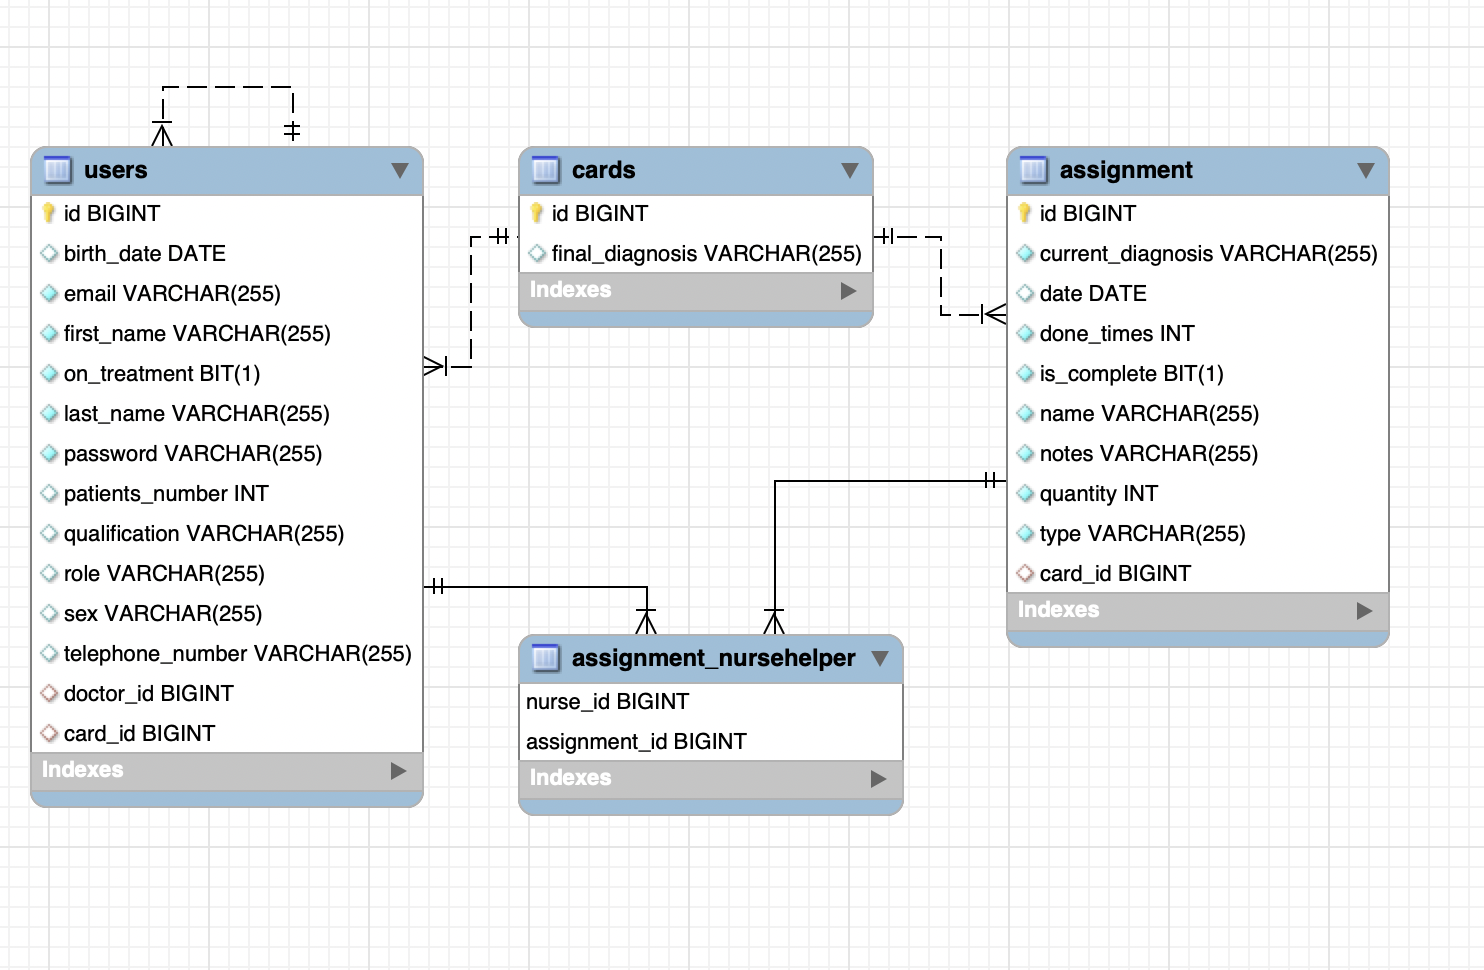 users
id BIGINT
birth_date DATE
email VARCHAR(255)
first_name VARCHAR(255)
on_treatment BIT(1)
last_name VARCHAR(255)
password VARCHAR(255)
patients_number INT
qualification VARCHAR(255)
role VARCHAR(255)
sex VARCHAR(255)
telephone_number VARCHAR(255)
doctor_id BIGINT
card_id BIGINT
Indexes
cards
id BIGINT
final_diagnosis VARCHAR(255)
Indexes
assignment
id BIGINT
current_diagnosis VARCHAR(255)
date DATE
done_times INT
is_complete BIT(1)
name VARCHAR(255)
notes VARCHAR(255)
quantity INT
type VARCHAR(255)
card_id BIGINT
Indexes
assignment_nursehelper
nurse_id BIGINT
assignment_id BIGINT
Indexes